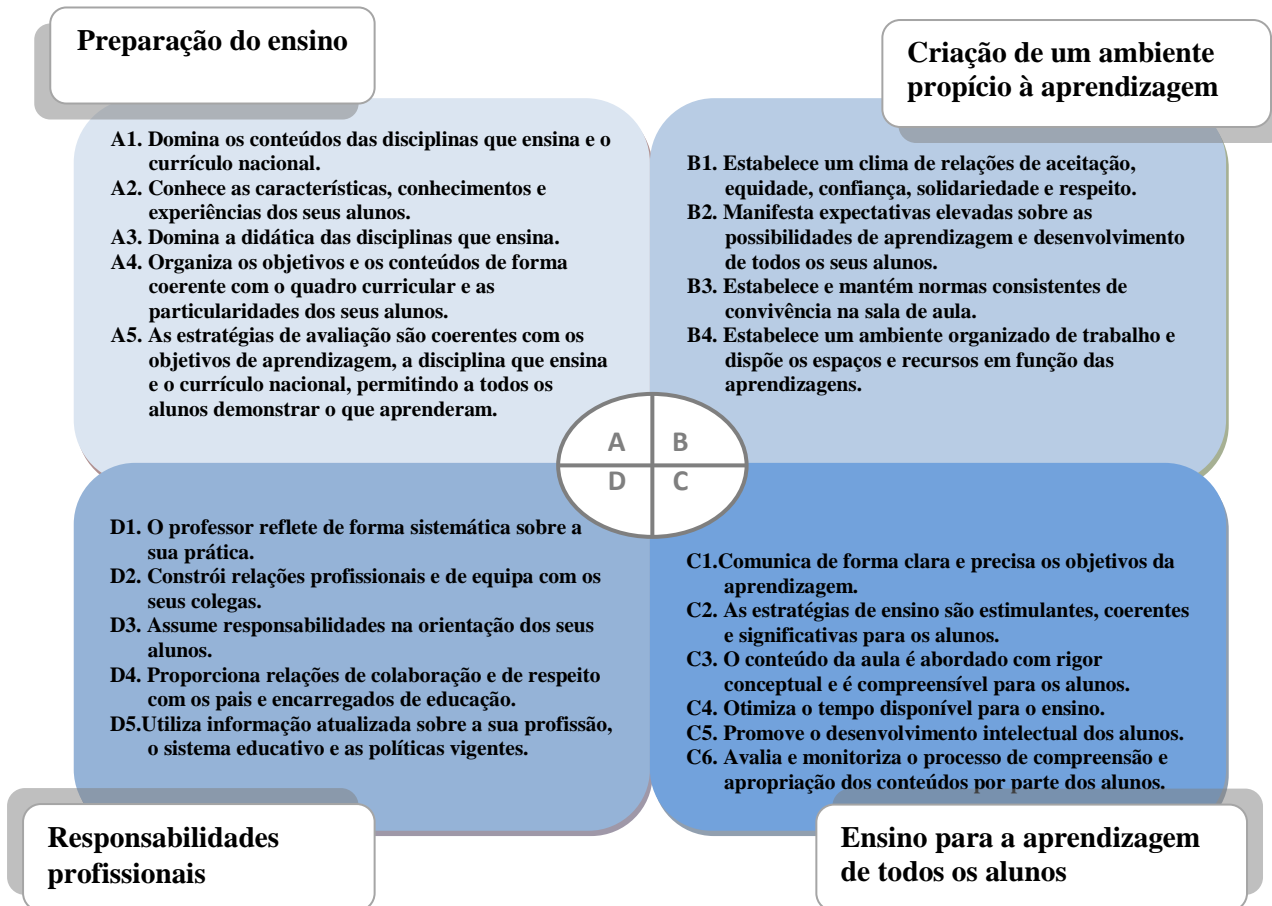 Preparação do ensino
A1. Domina os conteúdos das disciplinas que ensina e o
currículo nacional.
A2. Conhece as características, conhecimentos e
experiências dos seus alunos.
A3. Domina a didática das disciplinas que ensina.
A4. Organiza os objetivos e os conteúdos de forma
coerente com o quadro curricular e as
particularidades dos seus alunos.
A5. As estratégias de avaliação são coerentes com os
objetivos de aprendizagem, a disciplina que ensina
e o currículo nacional, permitindo a todos os
alunos demonstrar o que aprenderam.
Criação de um ambiente
propício à aprendizagem
B1. Estabelece um clima de relações de aceitação,
equidade, confiança, solidariedade e respeito.
B2. Manifesta expectativas elevadas sobre as
possibilidades de aprendizagem e desenvolvimento
de todos os seus alunos.
B3. Estabelece e mantém normas consistentes de
convivência na sala de aula.
B4. Estabelece um ambiente organizado de trabalho e
dispõe os espaços e recursos em função das
aprendizagens.
A B
D C
D1. O professor reflete de forma sistemática sobre a
sua prática.
D2. Constrói relações profissionais e de equipa com os
seus colegas.
D3. Assume responsabilidades na orientação dos seus
alunos.
D4. Proporciona relações de colaboração e de respeito
com os pais e encarregados de educação.
D5.Utiliza informação atualizada sobre a sua profissão,
o sistema educativo e as políticas vigentes.
Responsabilidades
profissionais
C1.Comunica de forma clara e precisa os objetivos da
aprendizagem.
C2. As estratégias de ensino são estimulantes, coerentes
e significativas para os alunos.
C3. O conteúdo da aula é abordado com rigor
conceptual e é compreensível para os alunos.
C4. Otimiza o tempo disponível para o ensino.
C5. Promove o desenvolvimento intelectual dos alunos.
C6. Avalia e monitoriza o processo de compreensão e
apropriação dos conteúdos por parte dos alunos.
Ensino para a aprendizagem
de todos os alunos